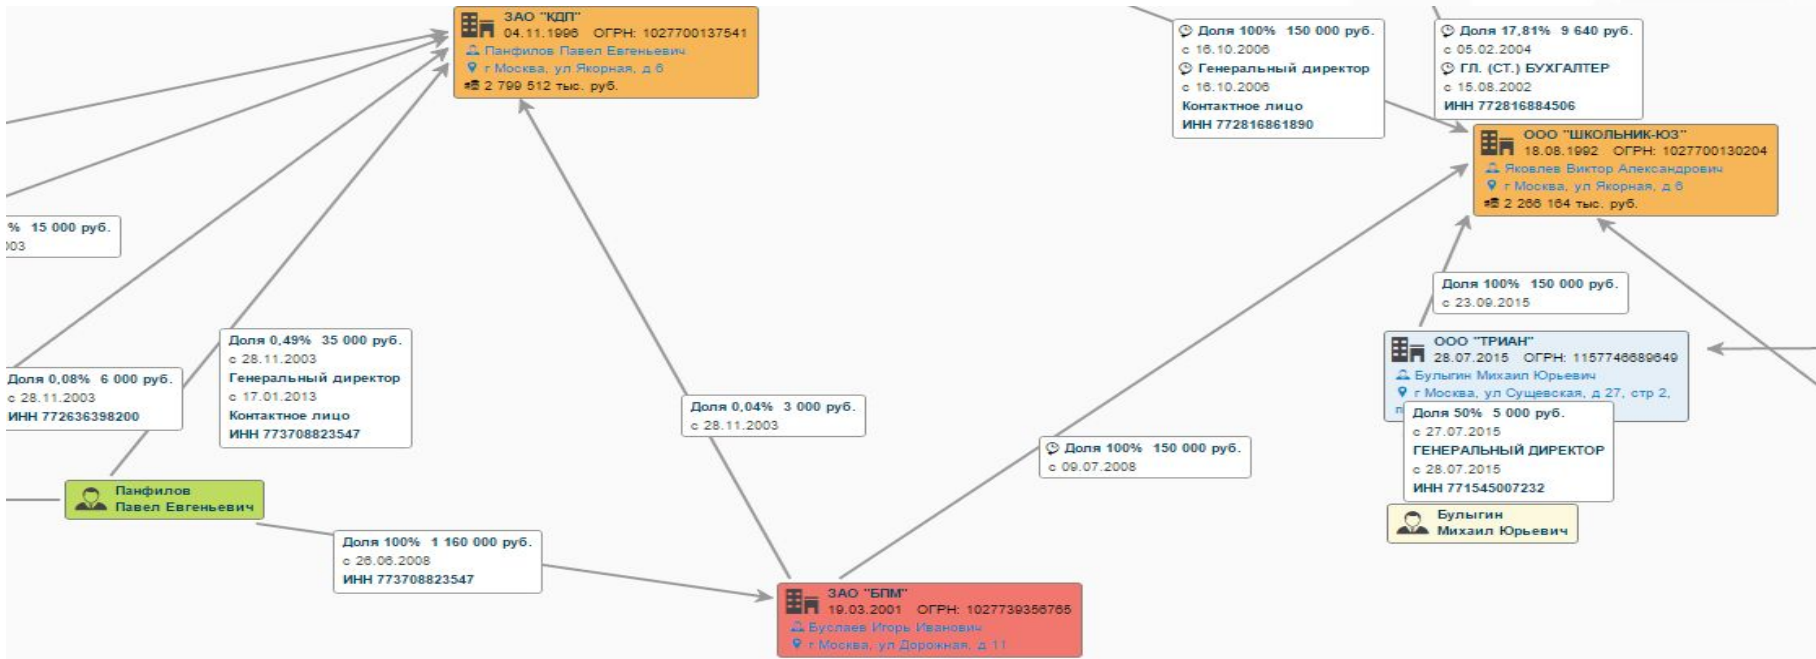 ЗАО "КДП"
04.11.1996 ОГРН: 1027700137541
Панфилов Павел Евгеньевич
г Москва, ул Якорная, д 6
2 799 512 тыс. руб.
Доля 100% 150 000 руб.
с 16.10.2006
Генеральный директор
с 16.10.2006
Контактное лицо
ИНН 772816861890
Доля 17,81% 9 640 руб.
с 05.02.2004
ГЛ. (СТ.) БУХГАЛТЕР
с 15.08.2002
ИНН 772816884506
ООО "ШКОЛЬНИК-ЮЗ"
18.08.1992 ОГРН: 1027700130204
Яковлев Виктор Александрович
г Москва, ул Якорная, д 6
2 266 164 тыс. руб.
% 15 000 руб.
003
Доля 100% 150 000 руб.
с 23.09.2015
ООО "ТРИАН"
28.07.2015 ОГРН: 1157746689649
Булыгин Михаил Юрьевич
г Москва, ул Сущевская, д 27, стр 2,
Доля 50% 5 000 руб.
с 27.07.2015
ГЕНЕРАЛЬНЫЙ ДИРЕКТОР
с 28.07.2015
ИНН 771545007232
Булыгин
Михаил Юрьевич
Доля 0,08% 6 000 руб.
с 28.11.2003
ИНН 772636398200
Доля 0,49% 35 000 руб.
с 28.11.2003
Генеральный директор
с 17.01.2013
Контактное лицо
ИНН 773708823547
Доля 0,04% 3 000 руб.
с 28.11.2003
Доля 100% 150 000 руб.
с 09.07.2008
Панфилов
Павел Евгеньевич
Доля 100% 1 160 000 руб.
с 26.06.2008
ИНН 773708823547
ЗАО "БПМ"
19.03.2001 ОГРН: 1027739356765
Буслаев Игорь Иванович
г Москва, ул Дорожная, д 11